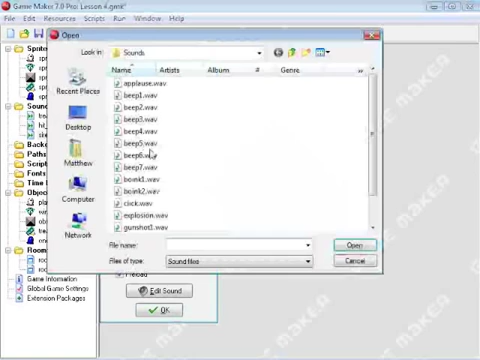 Game Maker 7.0 Pro: Lesson 4.gmk*
File Edit Resources Scripts Run Window Help
Open
Look in: Sounds
Name Artists Album # Genre »
applause.wav
beep1.wav
beep2.wav
beep3.wav
beep4.wav
beep5.wav
beep6.wav
beep7.wav
boink1.wav
boink2.wav
click.wav
explosion.wav
gunshot1.wav
Recent Places
Desktop
Matthew
Computer
Network
File name: Open
Files of type: Sound files Cancel
Preload
Edit Sound
OK
Game Information
Global Game Settings
Extension Packages